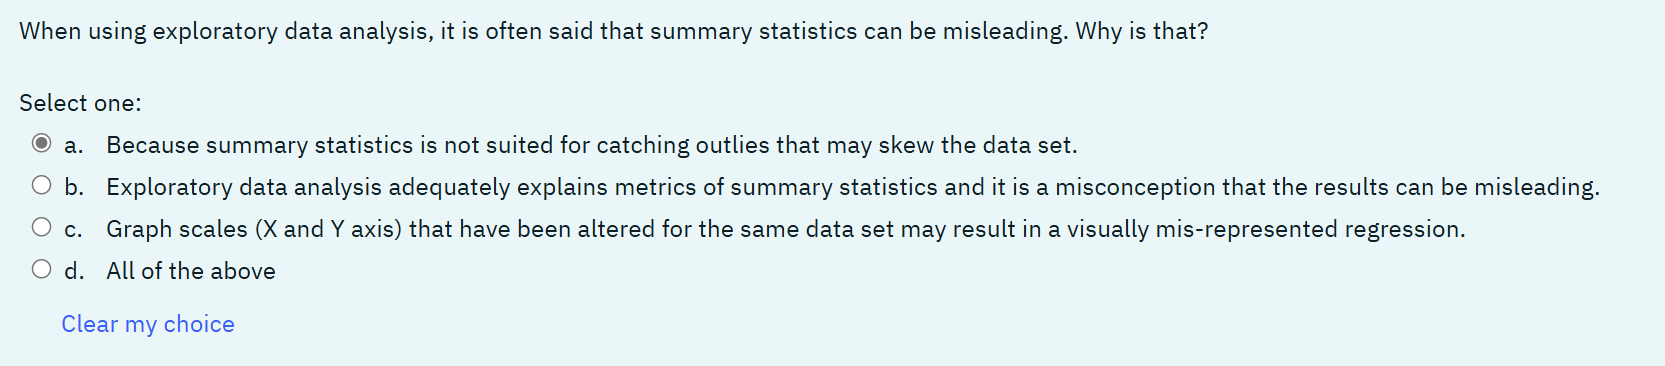 When using exploratory data analysis, it is often said that summary statistics can be misleading. Why is that?
Select one:
a. Because summary statistics is not suited for catching outlies that may skew the data set.
b. Exploratory data analysis adequately explains metrics of summary statistics and it is a misconception that the results can be misleading.
c. Graph scales (X and Y axis) that have been altered for the same data set may result in a visually mis-represented regression.
d. All of the above
Clear my choice